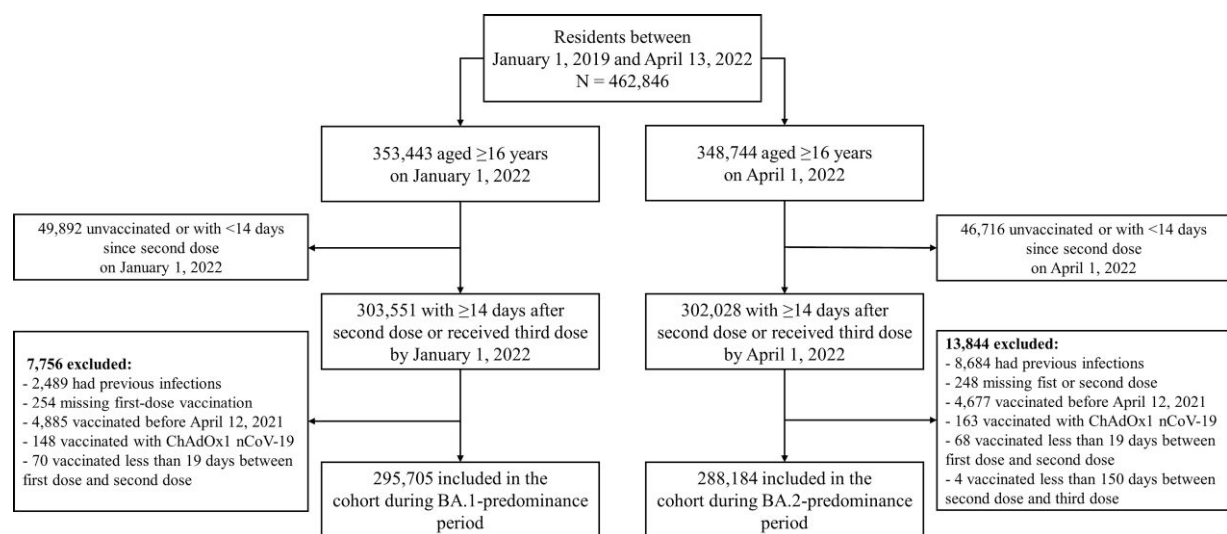 Residents between
January 1, 2019 and April 13, 2022
N = 462,846
353,443 aged ≥16 years
on January 1, 2022
348,744 aged ≥16 years
on April 1, 2022
49,892 unvaccinated or with <14 days
since second dose
on January 1, 2022
46,716 unvaccinated or with <14 days
since second dose
on April 1, 2022
303,551 with ≥14 days after
second dose or received third dose
by January 1, 2022
302,028 with ≥14 days after
second dose or received third dose
by April 1, 2022
7,756 excluded:
- 2,489 had previous infections
- 254 missing first-dose vaccination
- 4,885 vaccinated before April 12, 2021
- 148 vaccinated with ChAdOx1 nCoV-19
- 70 vaccinated less than 19 days between
first dose and second dose
13,844 excluded:
- 8,684 had previous infections
- 248 missing fist or second dose
- 4,677 vaccinated before April 12, 2021
- 163 vaccinated with ChAdOx1 nCoV-19
- 68 vaccinated less than 19 days between
first dose and second dose
- 4 vaccinated less than 150 days between
second dose and third dose
295,705 included in the
cohort during BA.1-predominance
period
288,184 included in the
cohort during BA.2-predominance
period